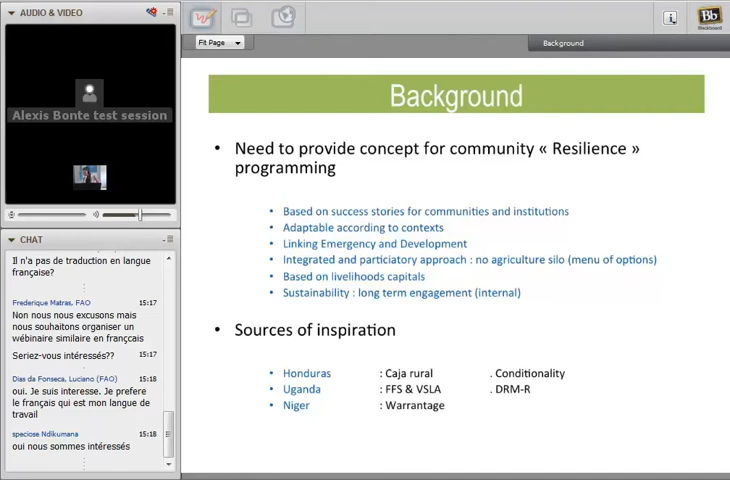 AUDIO & VIDEO
Alexis Bonte test session
CHAT
Il n'a pas de traduction en langue
française?
Frederique Matras, FAO 15:17
Non nous nous excusons mais
nous souhaitons organiser un
wébinaire similaire en français
Seriez-vous intéressés?? 15:17
Dias da Fonseca, Luciano (FAO) 15:18
oui. Je suis interesse. Je prefere
le français qui est mon langue de
travail
speciose Ndikumana 15:18
oui nous sommes intéressés
Fit Page
Background
Bb
Blackboard
Background
• Need to provide concept for community « Resilience »
programming
• Based on success stories for communities and institutions
• Adaptable according to contexts
• Linking Emergency and Development
• Integrated and particiatory approach : no agriculture silo (menu of options)
• Based on livelihoods capitals
• Sustainability : long term engagement (internal)
• Sources of inspiration
• Honduras : Caja rural . Conditionality
• Uganda : FFS & VSLA . DRM-R
• Niger : Warrantage